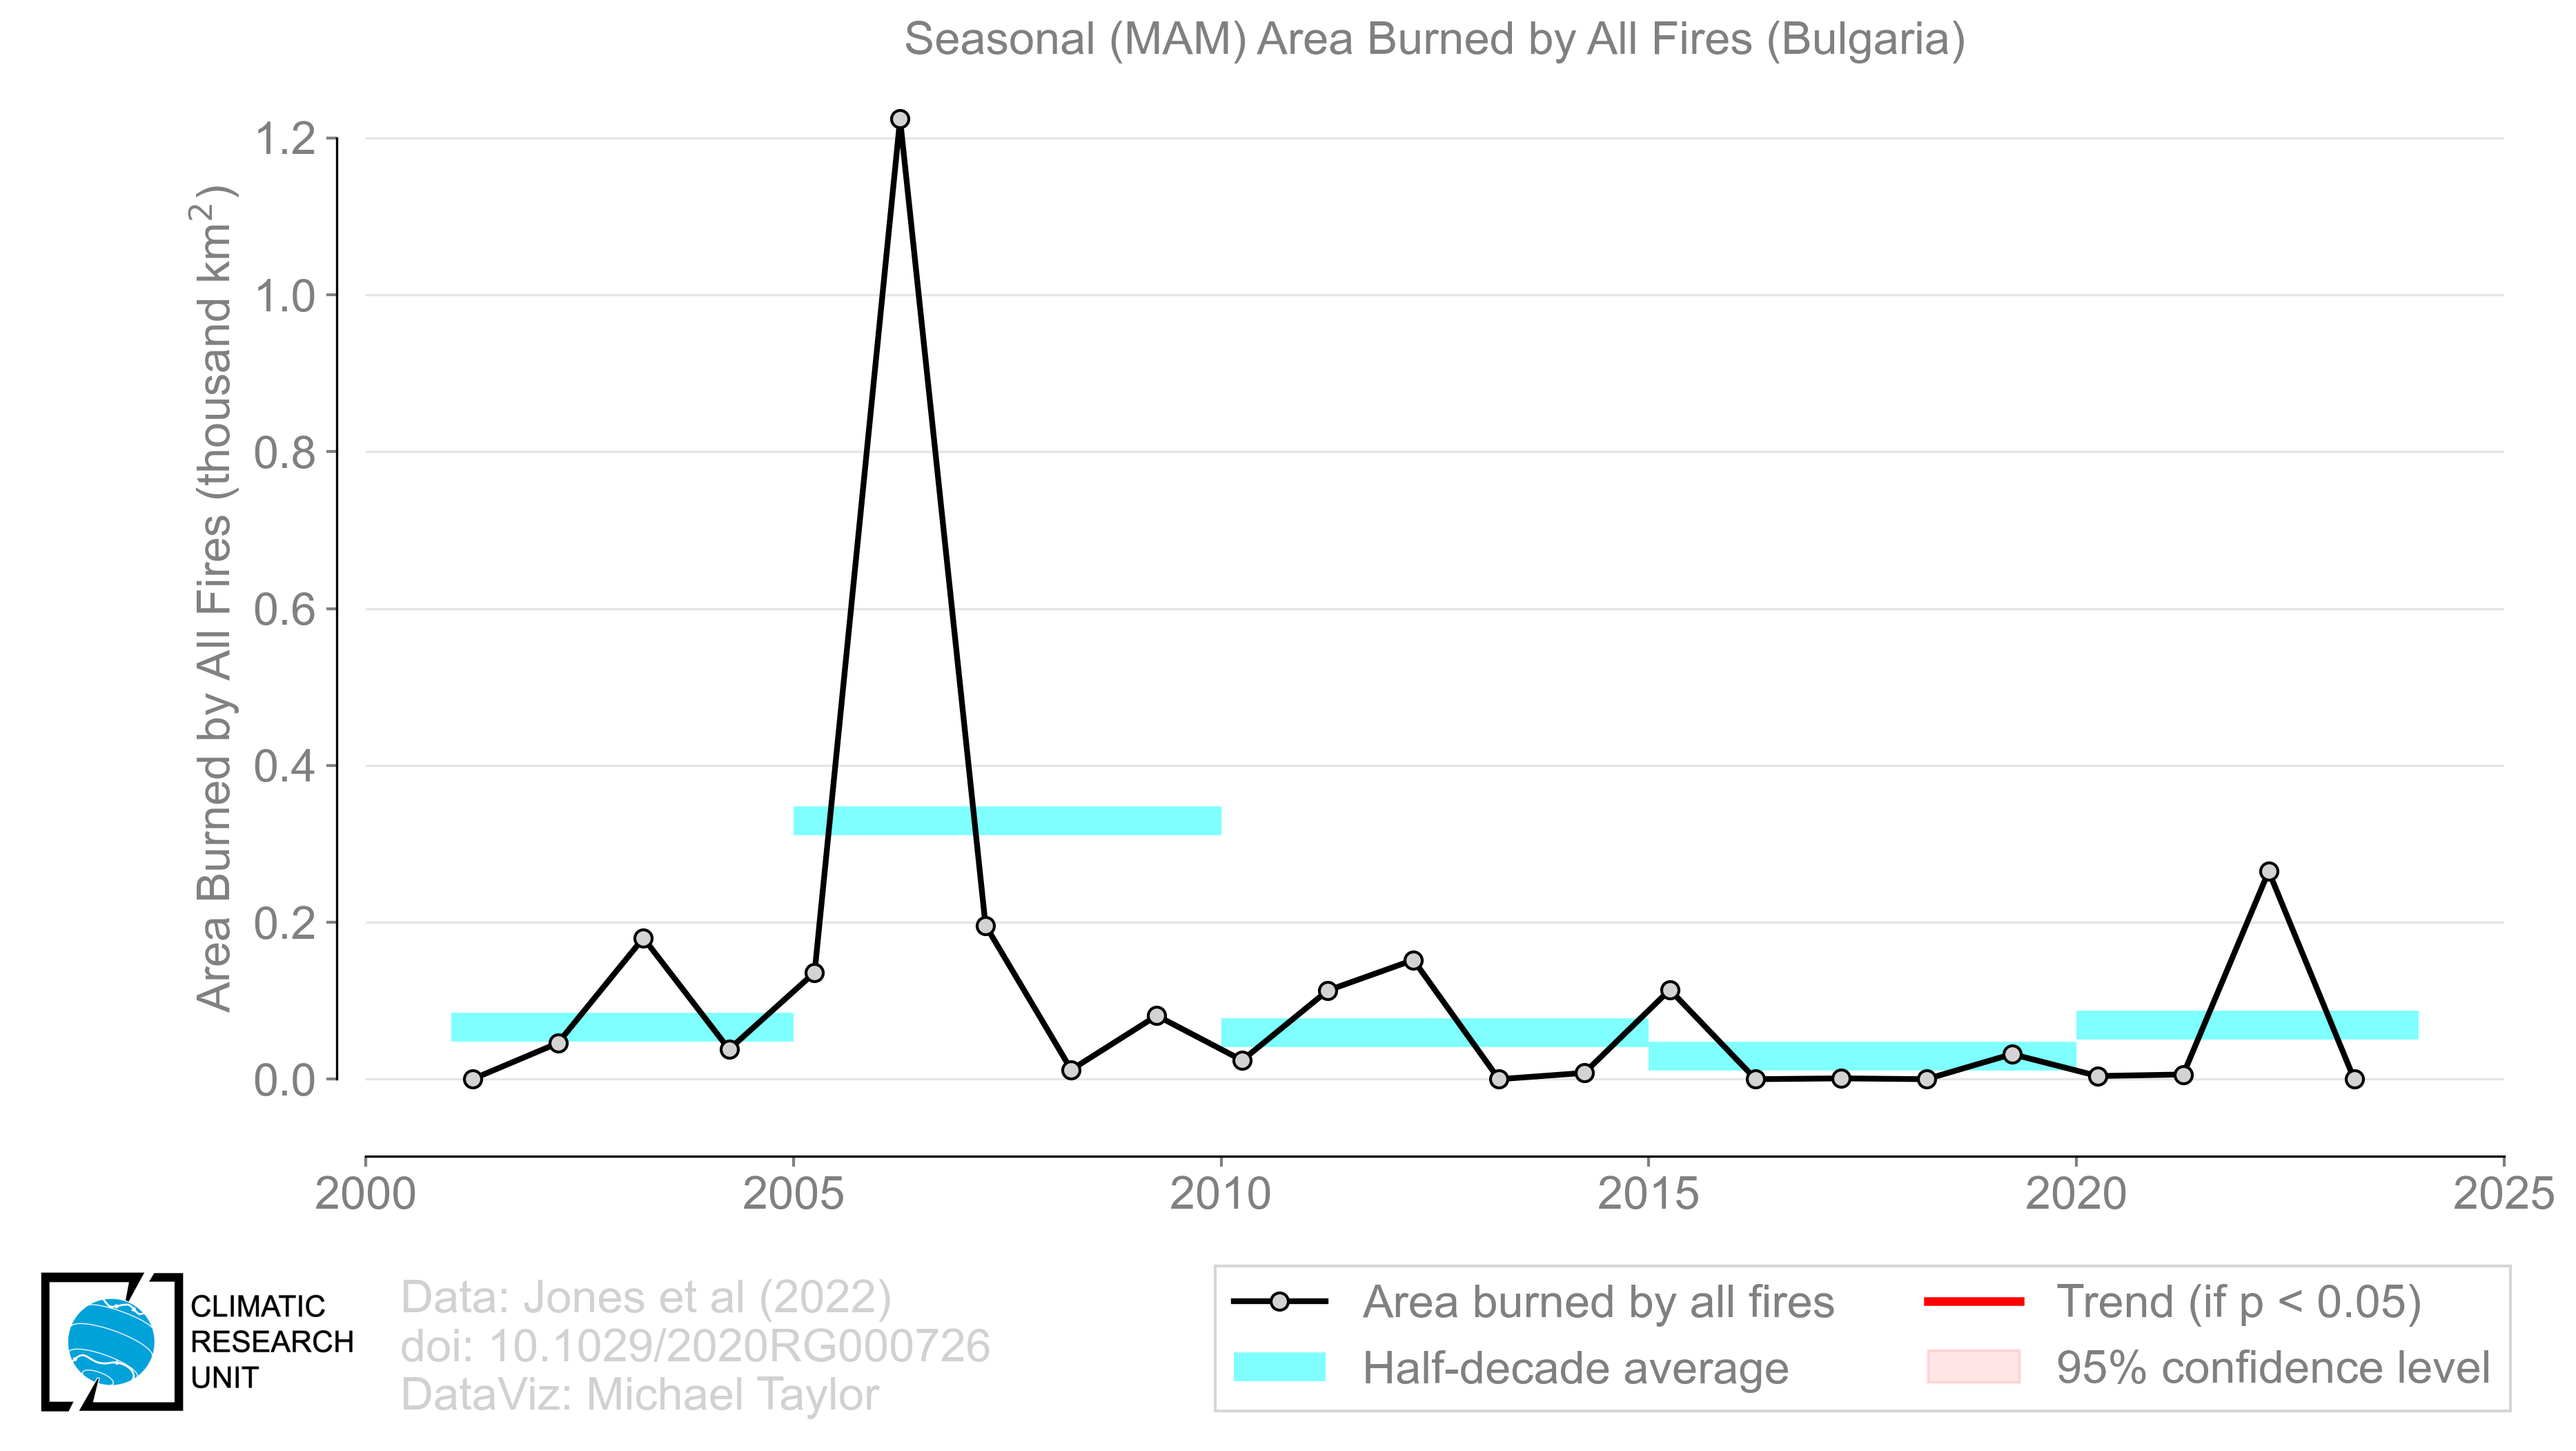 Seasonal (MAM) Area Burned by All Fires (Bulgaria)
Area Burned by All Fires (thousand km²)
1.2
1.0
0.8
0.6
0.4
0.2
0.0
2000
2005
2010
2015
2020
2025
CLIMATIC
RESEARCH
UNIT
Data: Jones et al (2022)
doi: 10.1029/2020RG000726
DataViz: Michael Taylor
Area burned by all fires
Half-decade average
Trend (if p < 0.05)
95% confidence level